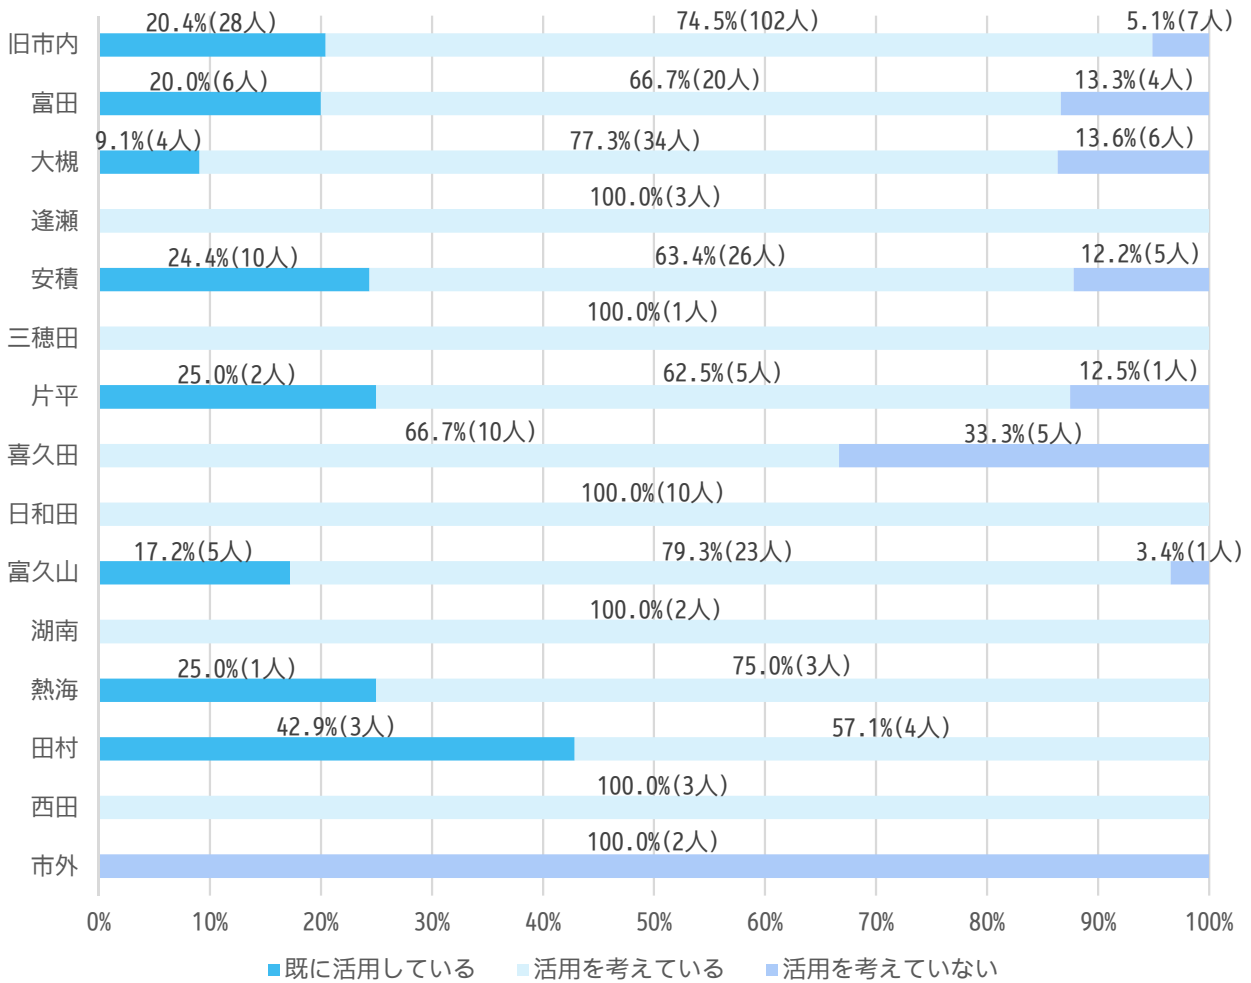 20.4%(28人) 74.5%(102人) 5.1%(7人)
旧市内
20.0%(6人) 66.7%(20人) 13.3%(4人)
富田
9.1%(4人) 77.3%(34人) 13.6%(6人)
大槻
100.0%(3人)
逢瀬
24.4%(10人) 63.4%(26人) 12.2%(5人)
安積
100.0%(1人)
三穂田
25.0%(2人) 62.5%(5人) 12.5%(1人)
片平
66.7%(10人) 33.3%(5人)
喜久田
100.0%(10人)
日和田
17.2%(5人) 79.3%(23人) 3.4%(1人)
富久山
100.0%(2人)
湖南
25.0%(1人) 75.0%(3人)
熱海
42.9%(3人) 57.1%(4人)
田村
100.0%(3人)
西田
100.0%(2人)
市外
0% 10% 20% 30% 40% 50% 60% 70% 80% 90% 100%
既に活用している 活用を考えている 活用を考えていない